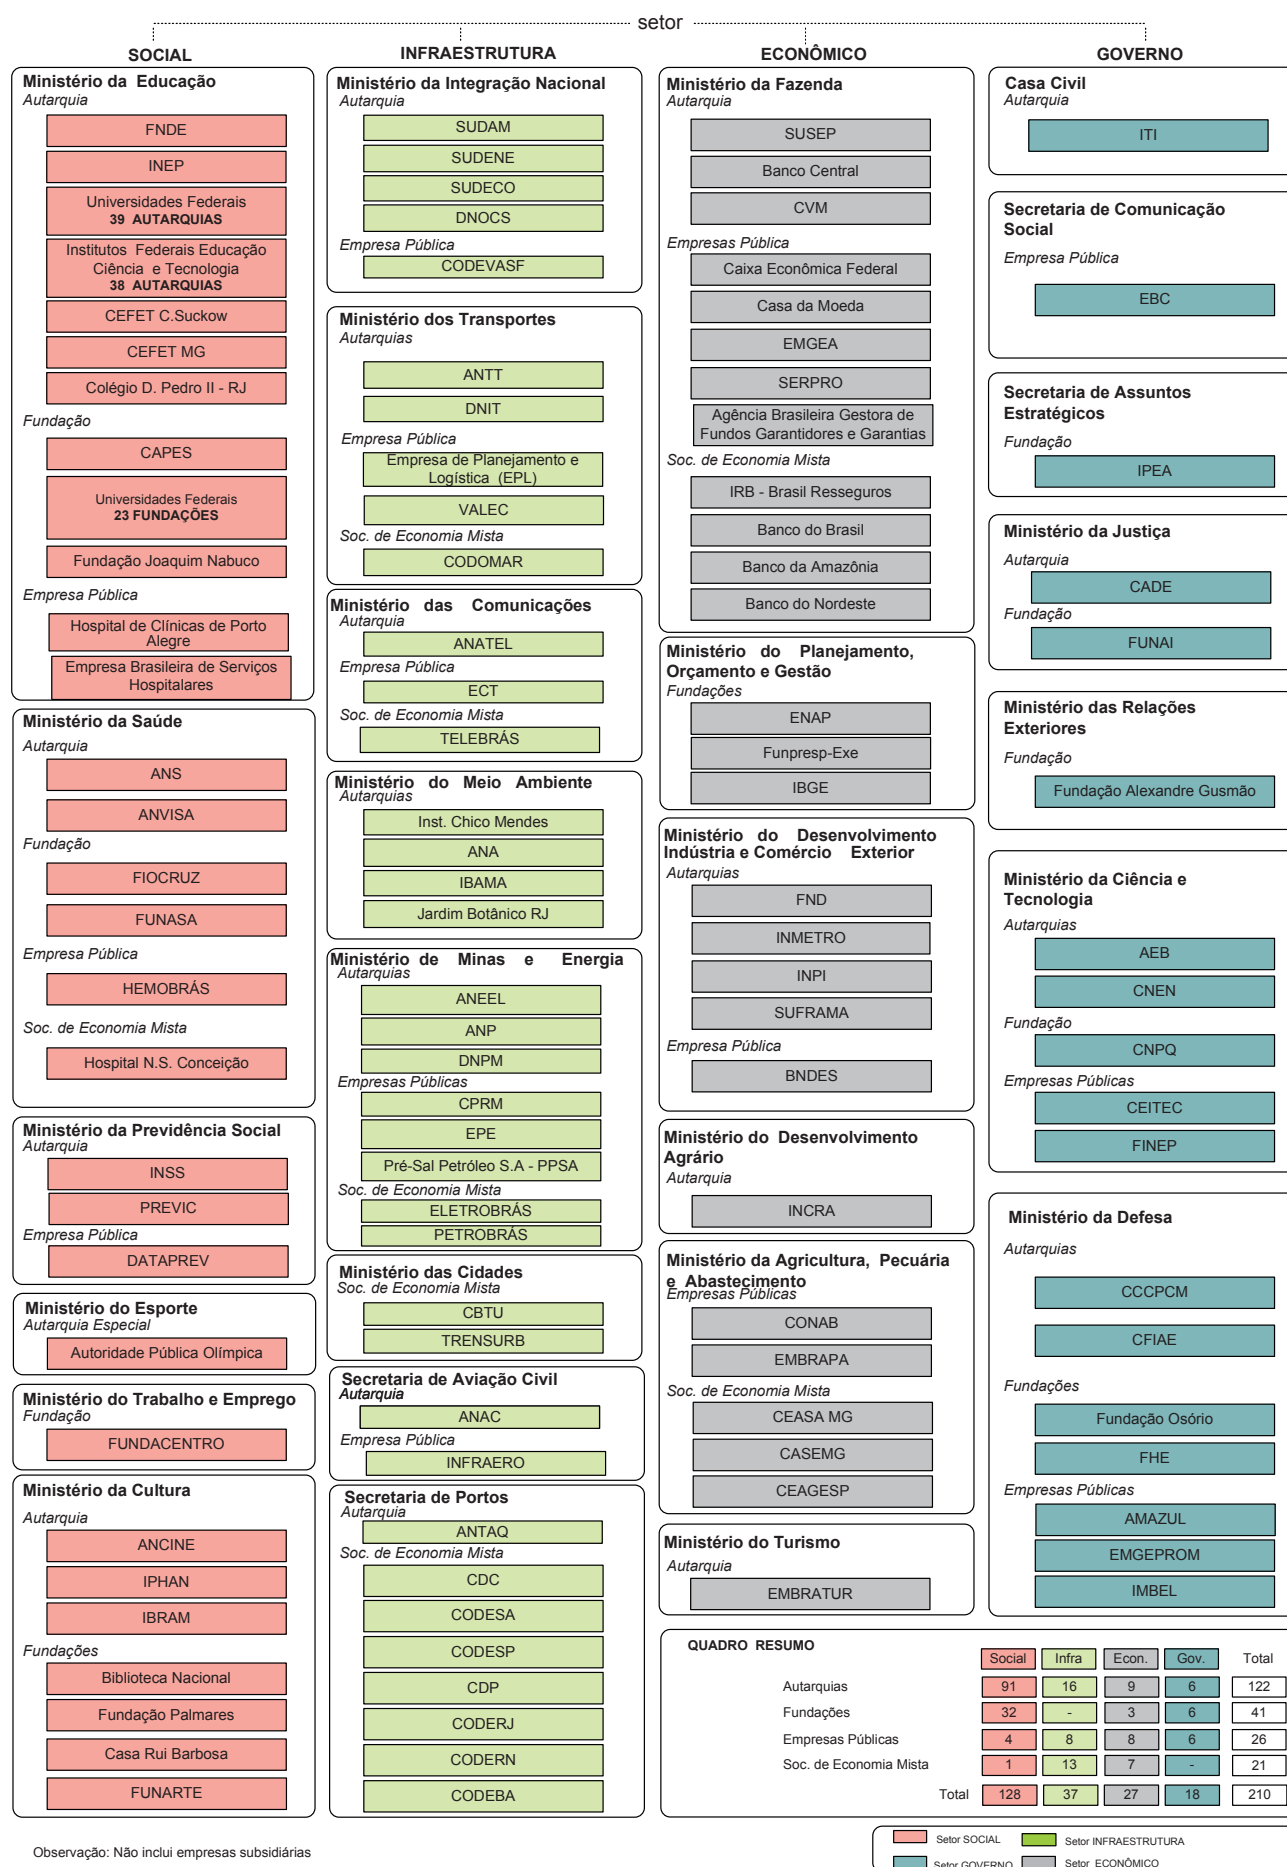 setor
SOCIAL
Ministério da Educação
Autarquia
FNDE
INEP
Universidades Federais
39 AUTARQUIAS
Institutos Federais Educação
Ciência e Tecnologia
38 AUTARQUIAS
CEFET C.Suckow
CEFET MG
Colégio D. Pedro II - RJ
Fundação
CAPES
Universidades Federais
23 FUNDAÇÕES
Fundação Joaquim Nabuco
Empresa Pública
Hospital de Clínicas de Porto
Alegre
Empresa Brasileira de Serviços
Hospitalares
Ministério da Saúde
Autarquia
ANS
ANVISA
Fundação
FIOCRUZ
FUNASA
Empresa Pública
HEMOBRÁS
Soc. de Economia Mista
Hospital N.S. Conceição
Ministério da Previdência Social
Autarquia
INSS
PREVIC
Empresa Pública
DATAPREV
Ministério do Esporte
Autarquia Especial
Autoridade Pública Olímpica
Ministério do Trabalho e Emprego
Fundação
FUNDACENTRO
Ministério da Cultura
Autarquia
ANCINE
IPHAN
IBRAM
Fundações
Biblioteca Nacional
Fundação Palmares
Casa Rui Barbosa
FUNARTE
INFRAESTRUTURA
Ministério da Integração Nacional
Autarquia
SUDAM
SUDENE
SUDECO
DNOCS
Empresa Pública
CODEVASF
Ministério dos Transportes
Autarquias
ANTT
DNIT
Empresa Pública
Empresa de Planejamento e
Logística (EPL)
VALEC
Soc. de Economia Mista
CODOMAR
Ministério das Comunicações
Autarquia
ANATEL
Empresa Pública
ECT
Soc. de Economia Mista
TELEBRÁS
Ministério do Meio Ambiente
Autarquias
Inst. Chico Mendes
ANA
IBAMA
Jardim Botânico RJ
Ministério de Minas e Energia
Autarquias
ANEEL
ANP
DNPM
Empresas Públicas
CPRM
EPE
Pré-Sal Petróleo S.A - PPSA
Soc. de Economia Mista
ELETROBRÁS
PETROBRÁS
Ministério das Cidades
Soc. de Economia Mista
CBTU
TRENSURB
Secretaria de Aviação Civil
Autarquia
ANAC
Empresa Pública
INFRAERO
Secretaria de Portos
Autarquia
ANTAQ
Soc. de Economia Mista
CDC
CODESA
CODESP
CDP
CODERJ
CODERN
CODEBA
ECONÔMICO
Ministério da Fazenda
Autarquia
SUSEP
Banco Central
CVM
Empresas Pública
Caixa Econômica Federal
Casa da Moeda
EMGEA
SERPRO
Agência Brasileira Gestora de
Fundos Garantidores e Garantias
Soc. de Economia Mista
IRB - Brasil Resseguros
Banco do Brasil
Banco da Amazônia
Banco do Nordeste
Ministério do Planejamento,
Orçamento e Gestão
Fundações
ENAP
Funpresp-Exe
IBGE
Ministério do Desenvolvimento
Indústria e Comércio Exterior
Autarquias
FND
INMETRO
INPI
SUFRAMA
Empresa Pública
BNDES
Ministério do Desenvolvimento
Agrário
Autarquia
INCRA
Ministério da Agricultura, Pecuária
e Abastecimento
Empresas Públicas
CONAB
EMBRAPA
Soc. de Economia Mista
CEASA MG
CASEMG
CEAGESP
Ministério do Turismo
Autarquia
EMBRATUR
GOVERNO
Casa Civil
Autarquia
ITI
Secretaria de Comunicação
Social
Empresa Pública
EBC
Secretaria de Assuntos
Estratégicos
Fundação
IPEA
Ministério da Justiça
Autarquia
CADE
Fundação
FUNAI
Ministério das Relações
Exteriores
Fundação
Fundação Alexandre Gusmão
Ministério da Ciência e
Tecnologia
Autarquias
AEB
CNEN
Fundação
CNPQ
Empresas Públicas
CEITEC
FINEP
Ministério da Defesa
Autarquias
CCCPCM
CFIAE
Fundações
Fundação Osório
FHE
Empresas Públicas
AMAZUL
EMGEPROM
IMBEL
QUADRO RESUMO
Social Infra Econ. Gov. Total
Autarquias 91 16 9 6 122
Fundações 32 - 3 6 41
Empresas Públicas 4 8 8 6 26
Soc. de Economia Mista 1 13 7 - 21
Total 128 37 27 18 210
Setor SOCIAL Setor INFRAESTRUTURA
Setor GOVERNO Setor ECONÔMICO
Observação: Não inclui empresas subsidiárias